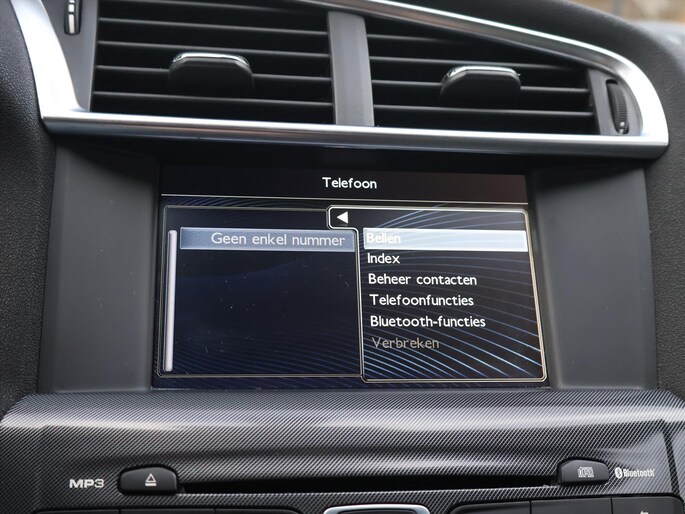 Telefoon
Geen enkel nummer
Bellen
Index
Beheer contacten
Telefoonfuncties
Bluetooth-functies
Verbreken
MP3
Bluetooth